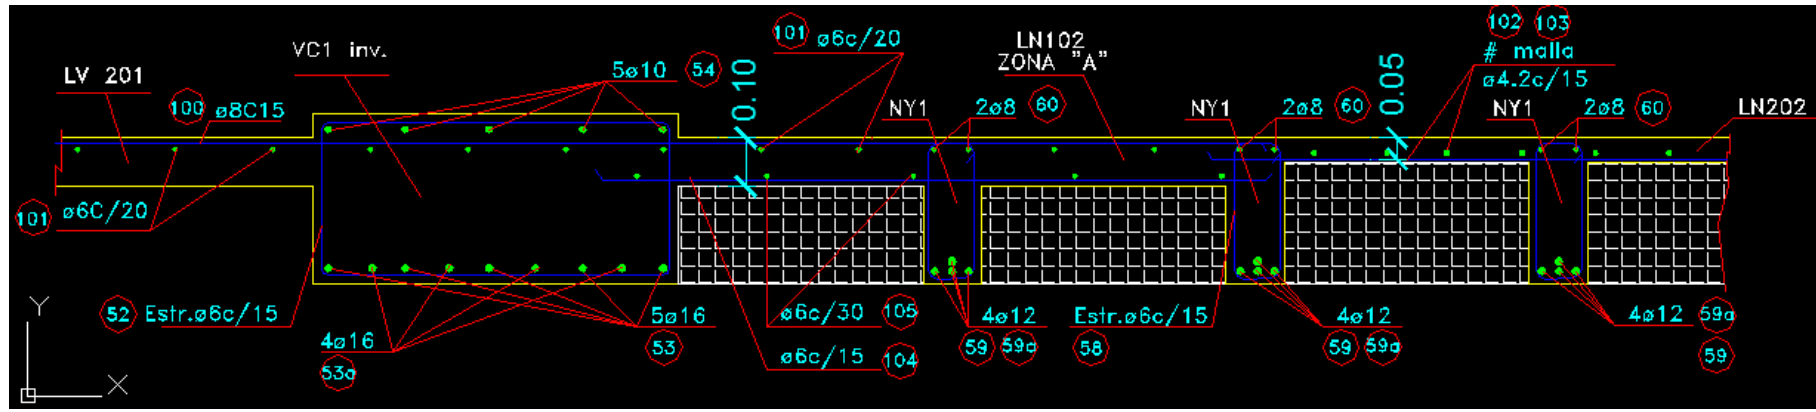 LV 201
VC1 inv.
5ø10 54
101 ø6c/20
0.10
LN102
ZONA "A"
102 103
# malla
ø4.2c/15
0.05
100 ø8C15
NY1
2ø8 60
NY1
2ø8 60
NY1
2ø8 60
LN202
101 ø6C/20
52 Estr.ø6c/15
4ø16
53a
5ø16
53
ø6c/30
ø6c/15 104
4ø12
59 59a
Estr.ø6c/15
58
4ø12
59 59a
4ø12 59a
59
Y
X